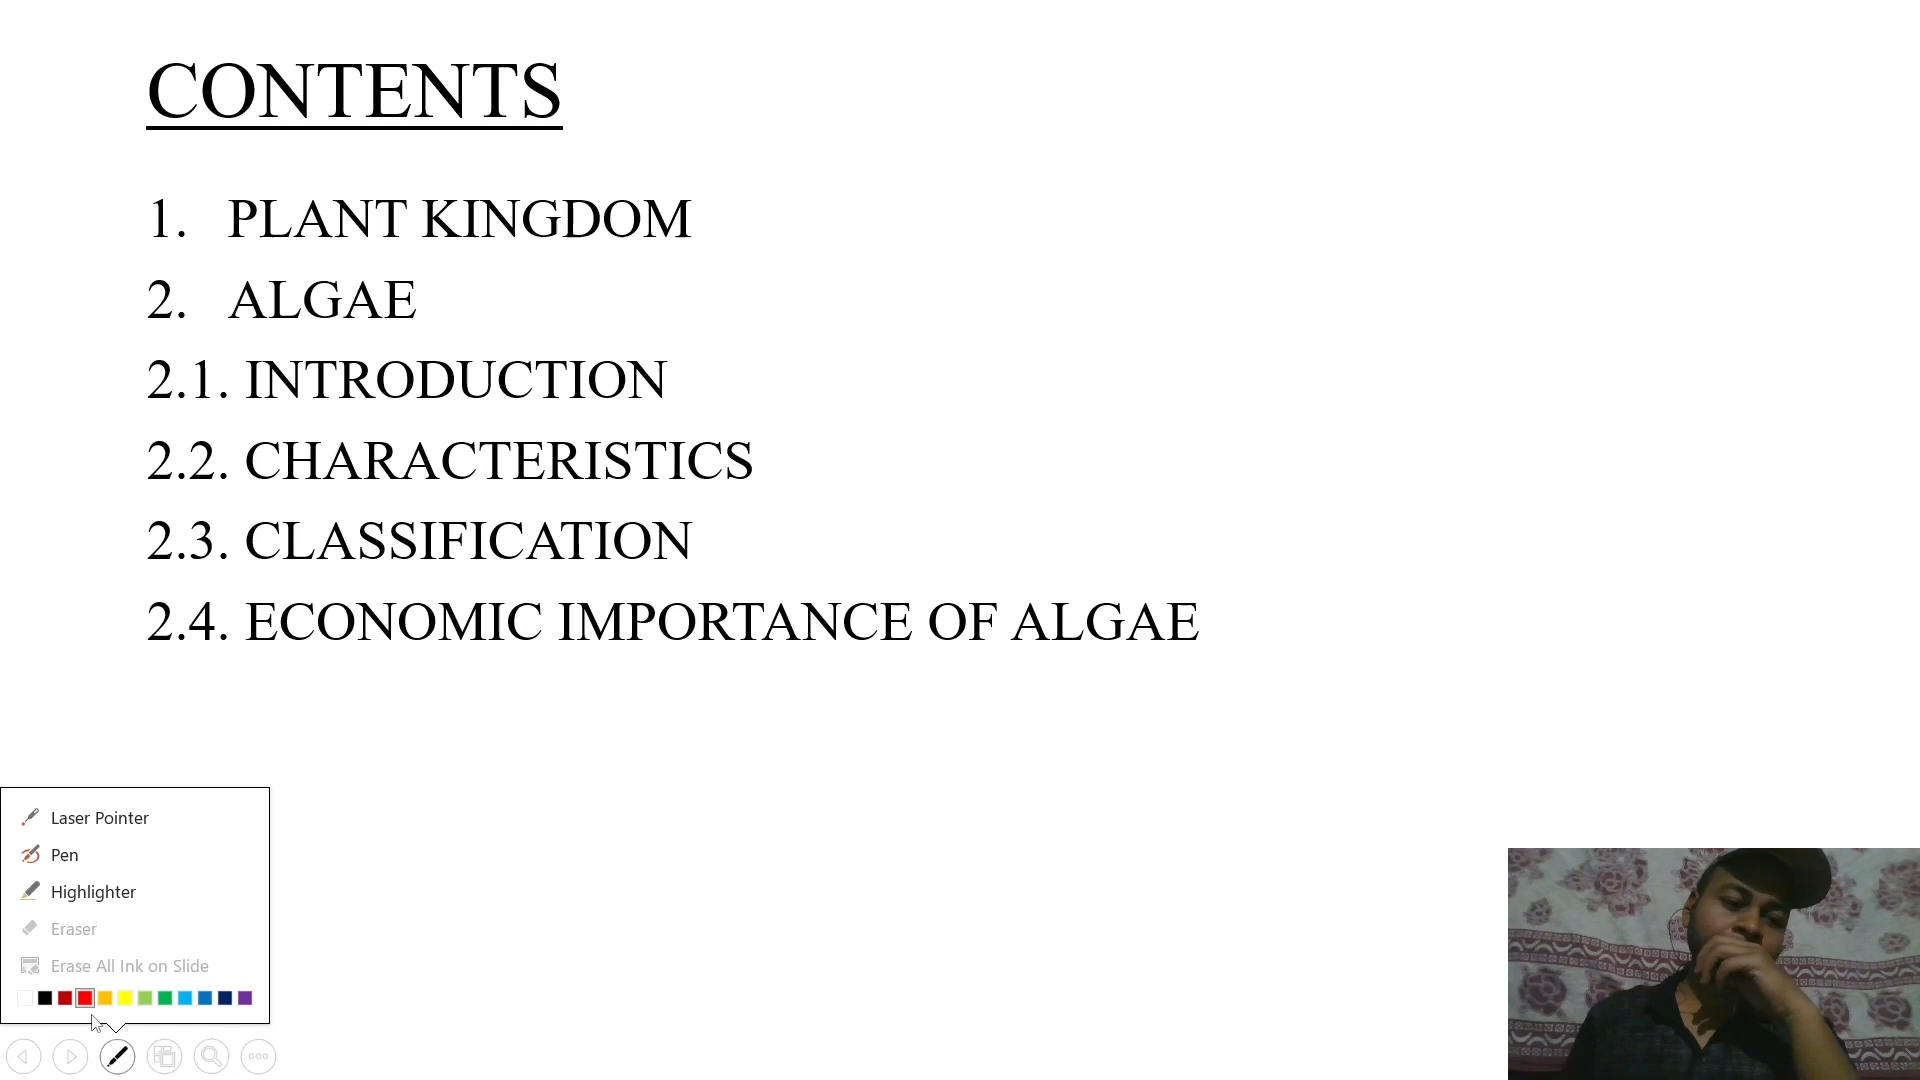 CONTENTS
1. PLANT KINGDOM
2. ALGAE
2.1. INTRODUCTION
2.2. CHARACTERISTICS
2.3. CLASSIFICATION
2.4. ECONOMIC IMPORTANCE OF ALGAE
Laser Pointer
Pen
Highlighter
Eraser
Erase All Ink on Slide